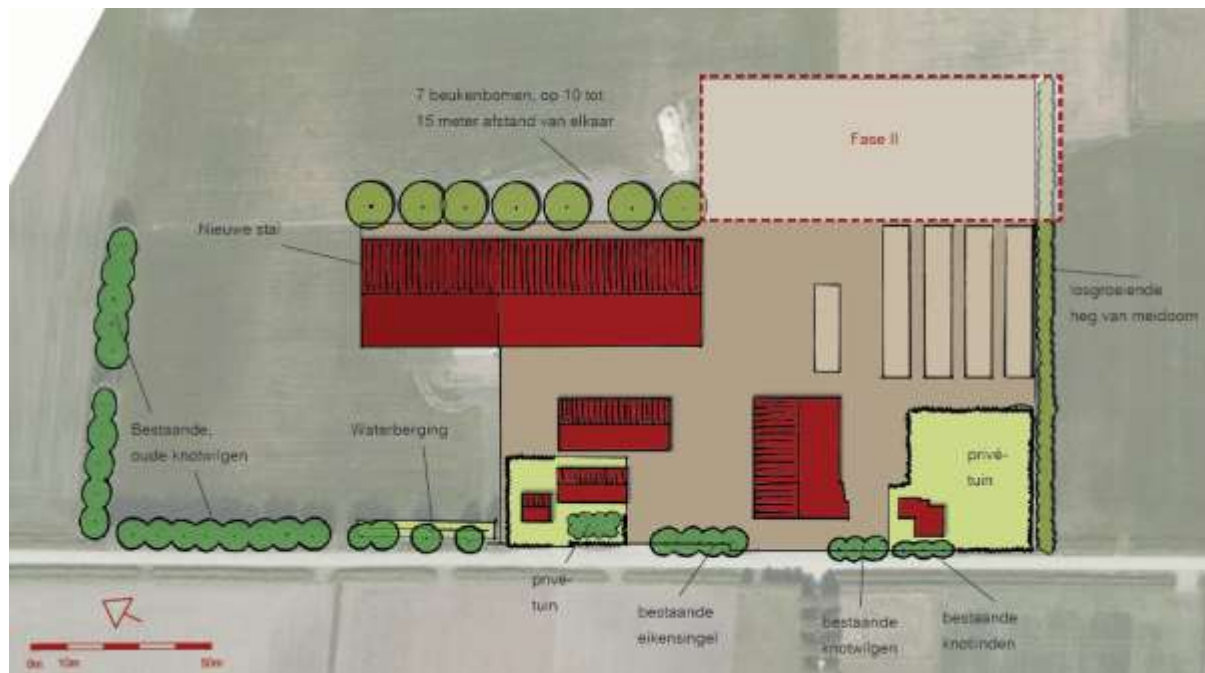 7 beukenbomen, op 10 tot
15 meter afstand van elkaar
Fase II
Nieuwe stal
losgroeiende
heg van meidoorn
Bestaande,
oude knotwilgen
Waterberging
privé-
tuin
privé-
tuin
bestaande
eikensingel
bestaande
knotwilgen
bestaande
knotlinden
0m 10m 50m